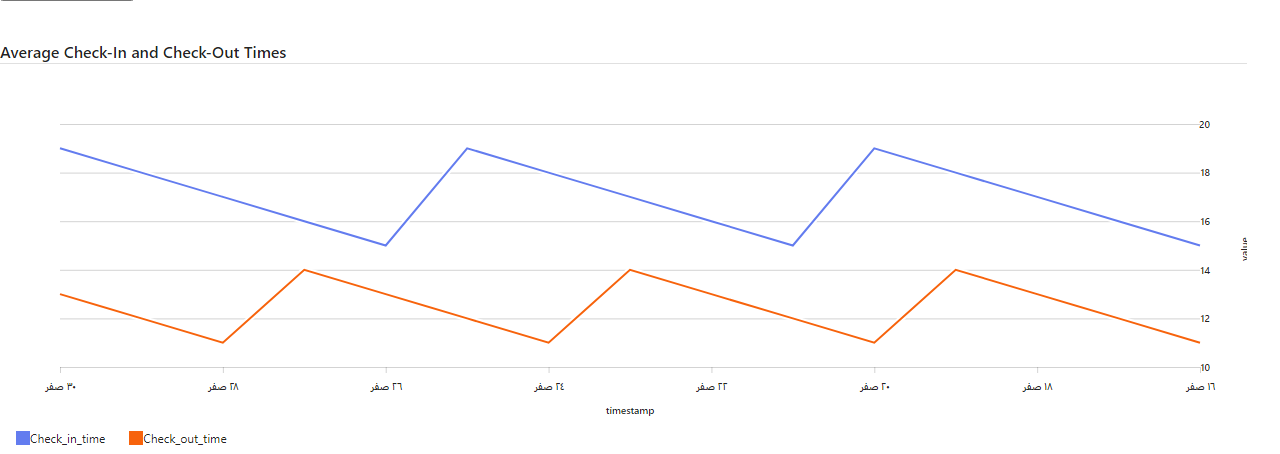 Average Check-In and Check-Out Times
20
18
16
14
12
10
value
٣٠ صفر
٢٨ صفر
٢٦ صفر
٢٤ صفر
٢٢ صفر
٢٠ صفر
١٨ صفر
١٦ صفر
timestamp
Check_in_time
Check_out_time